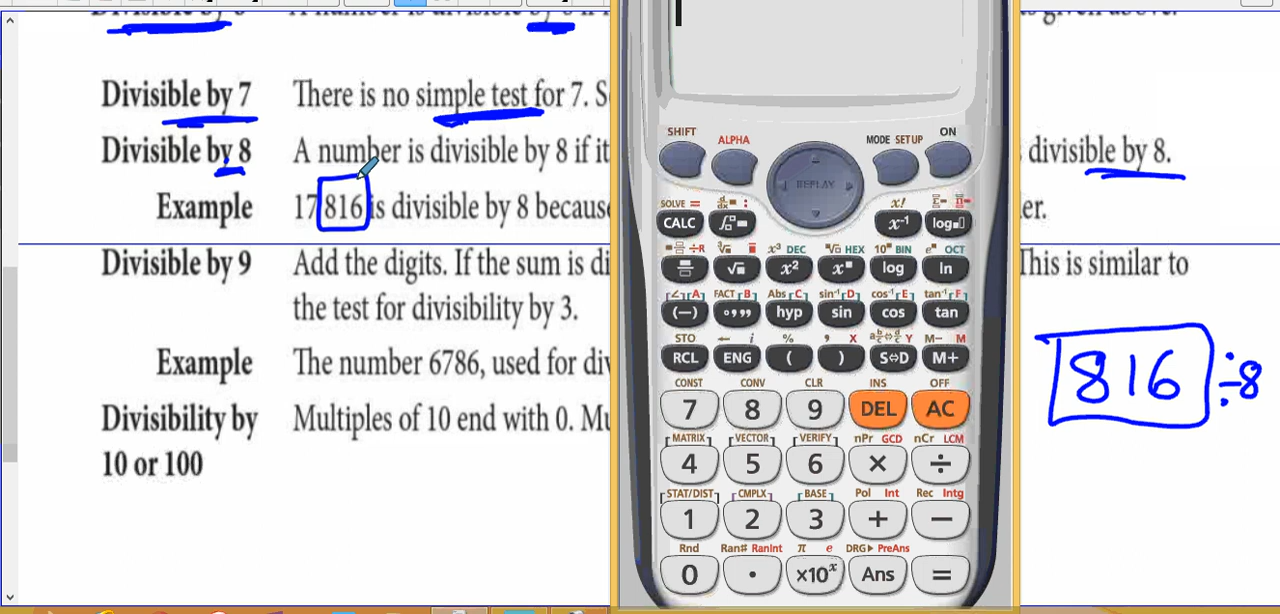 Divisible by 7 There is no simple test for 7. S
Divisible by 8 A number is divisible by 8 if it divisible by 8.
Example 17816 is divisible by 8 because er.
Divisible by 9 Add the digits. If the sum is di This is similar to
the test for divisibility by 3.
Example The number 6786, used for div
Divisibility by Multiples of 10 end with 0. Mu
10 or 100
816 ÷8
SHIFT ALPHA MODE SETUP ON
REPLAY
SOLVE = d/dx : x! Σ Π
CALC ∫ x⁻¹ log
÷R ∛ x³ DEC HEX 10ˣ BIN eˣ OCT
√ x² x log ln
∠ A FACT B Abs C sin⁻¹ D cos⁻¹ E tan⁻¹ F
(−) °,,, hyp sin cos tan
STO ← i % , X Y M− M
RCL ENG ( ) S⇔D M+
CONST CONV CLR INS OFF
7 8 9 DEL AC
MATRIX VECTOR VERIFY nPr GCD nCr LCM
4 5 6 × ÷
STAT/DIST CMPLX BASE Pol Int Rec Intg
1 2 3 + −
Rnd Ran# RanInt π e DRG▶ PreAns
0 . ×10ˣ Ans =